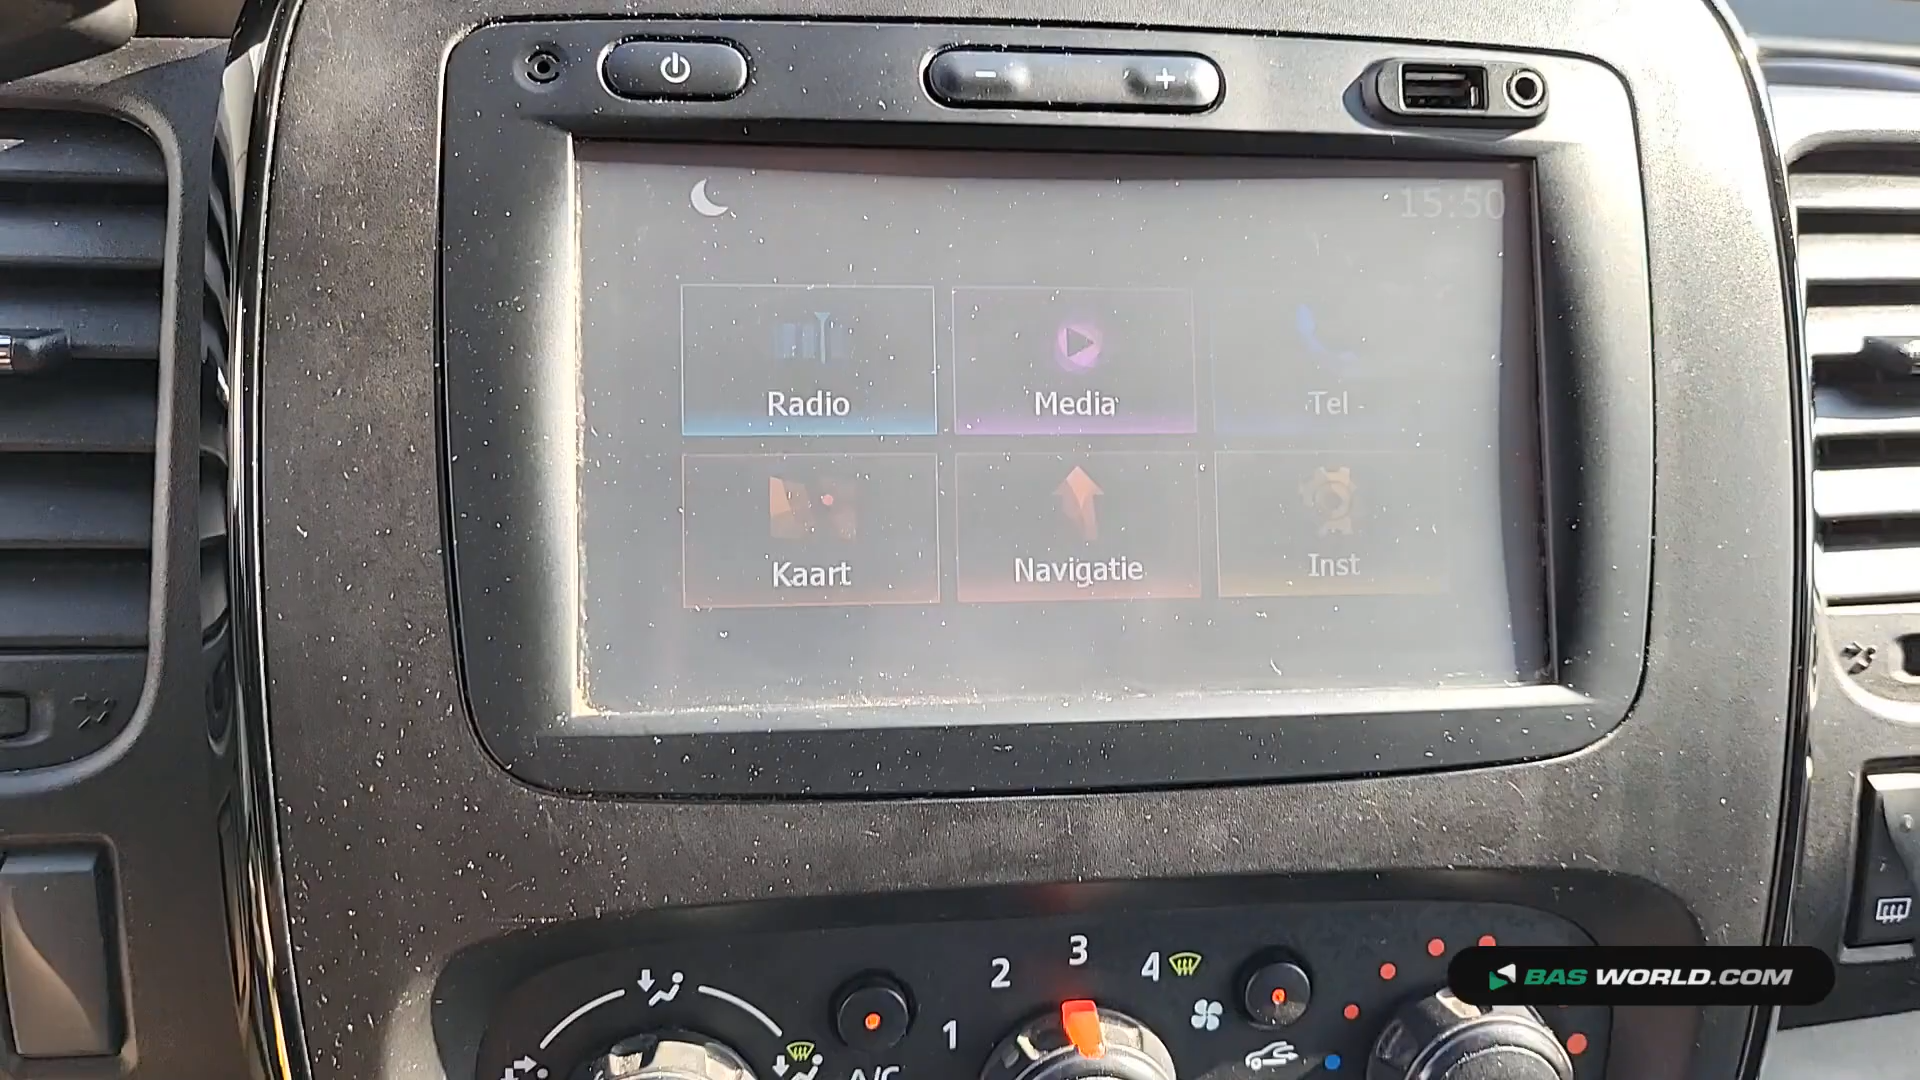 15:50
Radio
Media
Tel
Kaart
Navigatie
Inst
1
2
3
4
A/C
BAS WORLD.COM